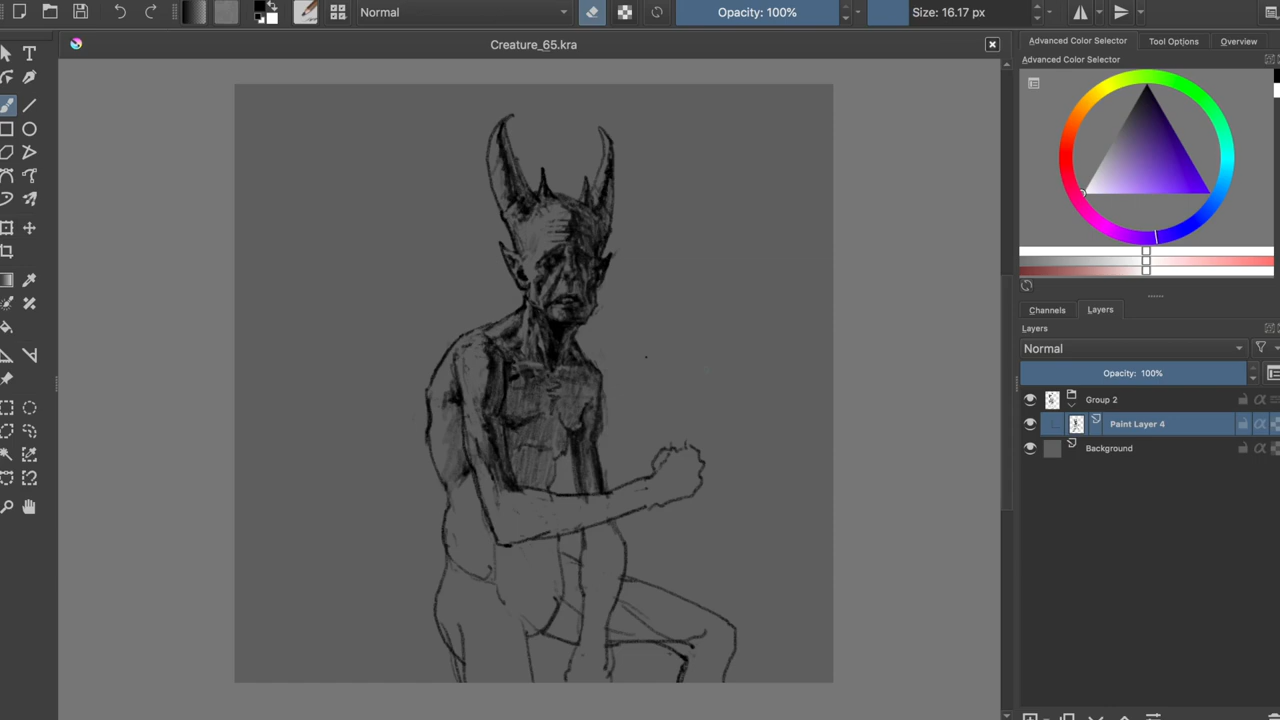 Normal
Opacity: 100%
Size: 16.17 px
Creature_65.kra
Advanced Color Selector
Tool Options
Overview
Advanced Color Selector
Channels
Layers
Layers
Normal
Opacity: 100%
Group 2
Paint Layer 4
Background